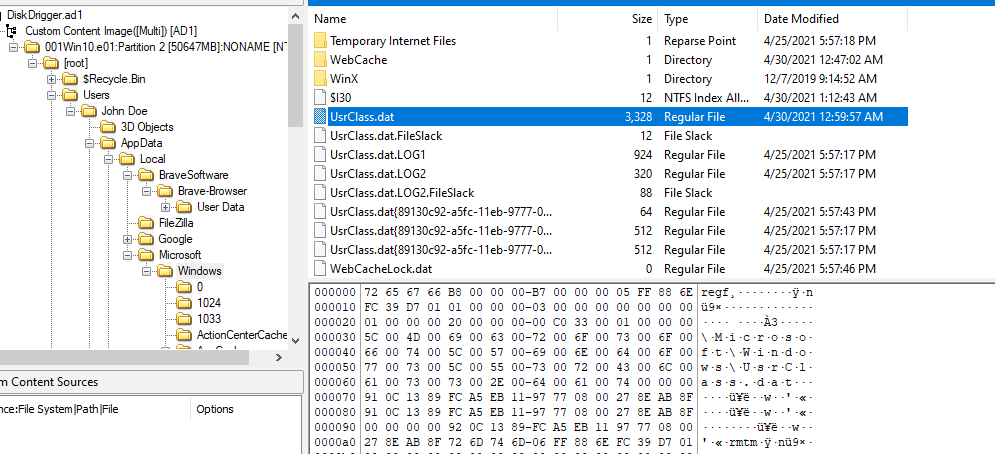 DiskDrigger.ad1
Custom Content Image([Multi]) [AD1]
001Win10.e01:Partition 2 [50647MB]:NONAME [NT
[root]
$Recycle.Bin
Users
John Doe
3D Objects
AppData
Local
BraveSoftware
Brave-Browser
User Data
FileZilla
Google
Microsoft
Windows
0
1024
1033
ActionCenterCache
m Content Sources
nce:File System|Path|File Options
Name Size Type Date Modified
Temporary Internet Files 1 Reparse Point 4/25/2021 5:57:18 PM
WebCache 1 Directory 4/30/2021 12:47:02 AM
WinX 1 Directory 12/7/2019 9:14:52 AM
$I30 12 NTFS Index All... 4/30/2021 1:12:43 AM
UsrClass.dat 3,328 Regular File 4/30/2021 12:59:57 AM
UsrClass.dat.FileSlack 12 File Slack
UsrClass.dat.LOG1 924 Regular File 4/25/2021 5:57:17 PM
UsrClass.dat.LOG2 320 Regular File 4/25/2021 5:57:17 PM
UsrClass.dat.LOG2.FileSlack 88 File Slack
UsrClass.dat{89130c92-a5fc-11eb-9777-0... 64 Regular File 4/25/2021 5:57:43 PM
UsrClass.dat{89130c92-a5fc-11eb-9777-0... 512 Regular File 4/25/2021 5:57:17 PM
UsrClass.dat{89130c92-a5fc-11eb-9777-0... 512 Regular File 4/25/2021 5:57:17 PM
WebCacheLock.dat 0 Regular File 4/25/2021 5:57:46 PM
000000 72 65 67 66 B8 00 00 00-B7 00 00 00 05 FF 88 6E regf¸·······ÿ·n
000010 FC 39 D7 01 01 00 00 00-03 00 00 00 00 00 00 00 ü9×·············
000020 01 00 00 00 20 00 00 00-00 C0 33 00 01 00 00 00 ···· ····À3·····
000030 5C 00 4D 00 69 00 63 00-72 00 6F 00 73 00 6F 00 \·M·i·c·r·o·s·o·
000040 66 00 74 00 5C 00 57 00-69 00 6E 00 64 00 6F 00 f·t·\·W·i·n·d·o·
000050 77 00 73 00 5C 00 55 00-73 00 72 00 43 00 6C 00 w·s·\·U·s·r·C·l·
000060 61 00 73 00 73 00 2E 00-64 00 61 00 74 00 00 00 a·s·s·.·d·a·t···
000070 91 0C 13 89 FC A5 EB 11-97 77 08 00 27 8E AB 8F ····ü¥ë··w··'·«·
000080 91 0C 13 89 FC A5 EB 11-97 77 08 00 27 8E AB 8F ····ü¥ë··w··'·«·
000090 00 00 00 00 92 0C 13 89-FC A5 EB 11 97 77 08 00 ········ü¥ë··w··
0000a0 27 8E AB 8F 72 6D 74 6D-06 FF 88 6E FC 39 D7 01 '·«·rmtm·ÿ·nü9×·